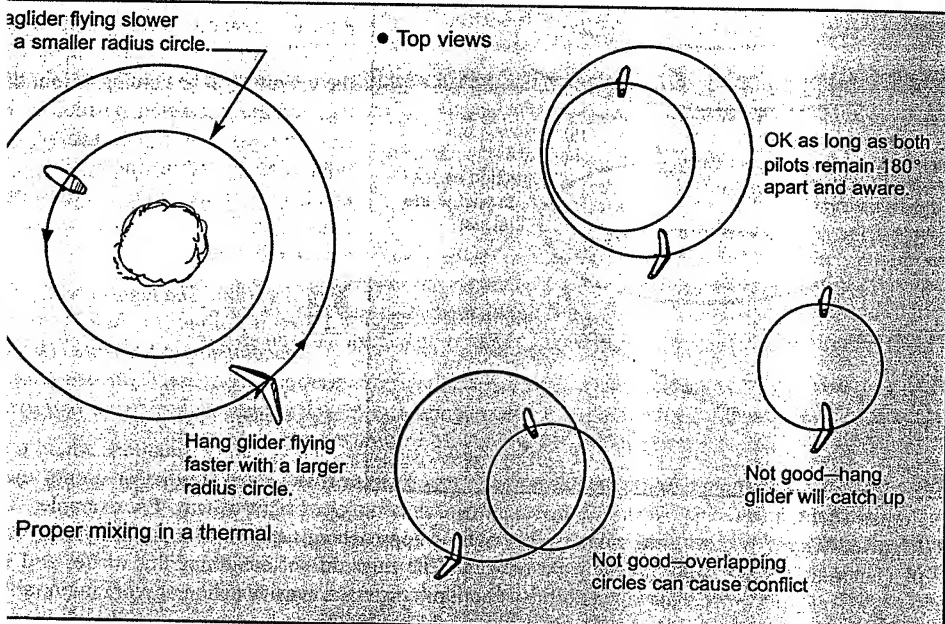 aglider flying slower
a smaller radius circle.
• Top views
OK as long as both
pilots remain 180°
apart and aware.
Hang glider flying
faster with a larger
radius circle.
Not good—hang
glider will catch up
Proper mixing in a thermal
Not good—overlapping
circles can cause conflict